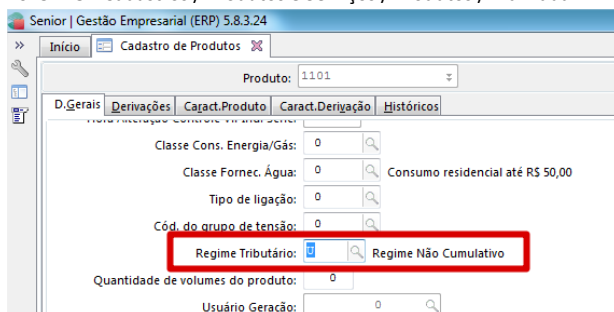 Senior | Gestão Empresarial (ERP) 5.8.3.24
» Início Cadastro de Produtos
Produto: 1101
D.Gerais Derivações Caract.Produto Caract.Derivação Históricos
Classe Cons. Energia/Gás: 0
Classe Fornec. Água: 0 Consumo residencial até R$ 50,00
Tipo de ligação: 0
Cód. do grupo de tensão: 0
Regime Tributário: Regime Não Cumulativo
Quantidade de volumes do produto: 0
Usuário Geração: 0